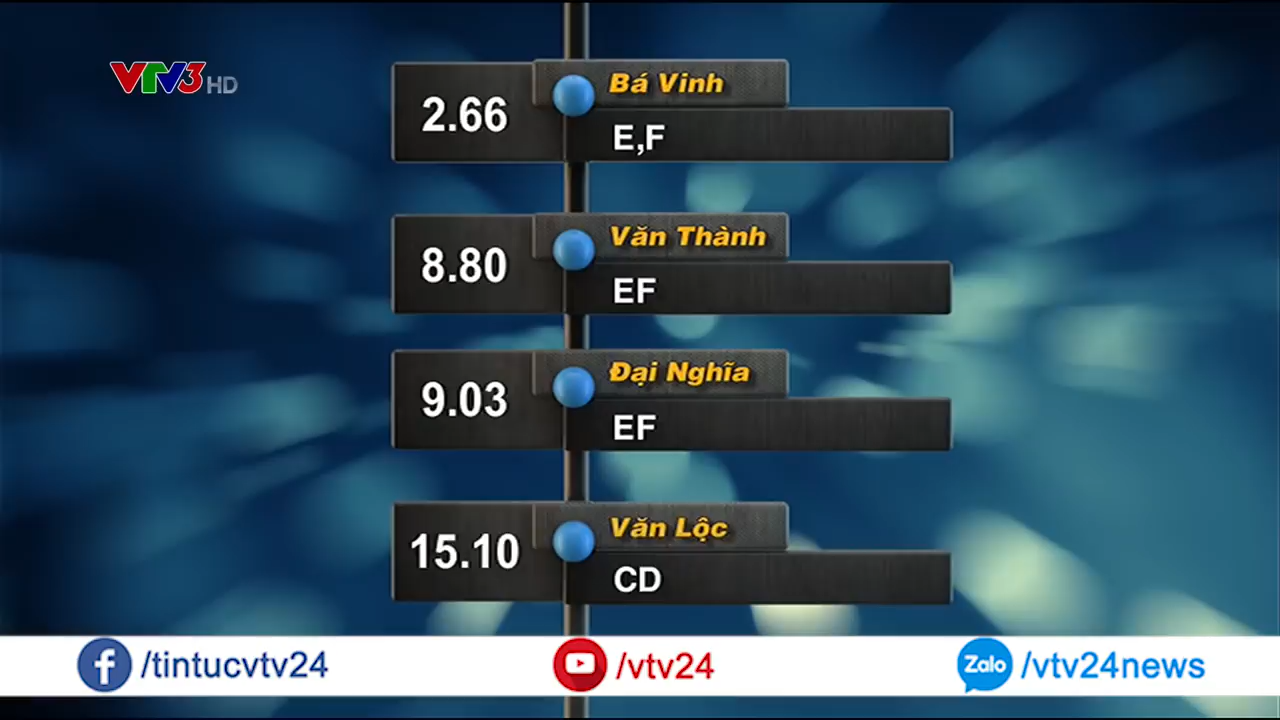 VTV3 HD
2.66
Bá Vinh
E,F
8.80
Văn Thành
EF
9.03
Đại Nghĩa
EF
15.10
Văn Lộc
CD
/tintucvtv24
/vtv24
Zalo /vtv24news